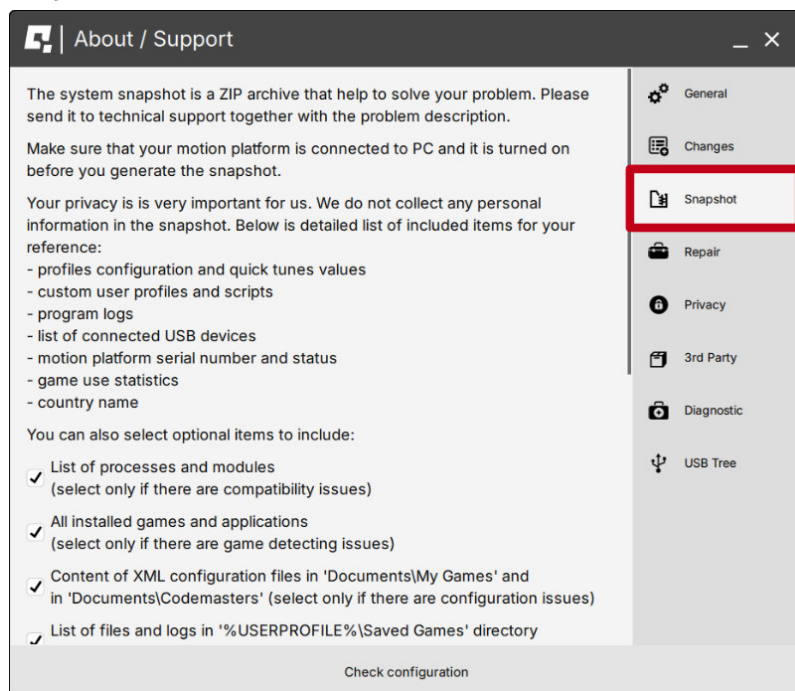 About / Support
The system snapshot is a ZIP archive that help to solve your problem. Please
send it to technical support together with the problem description.
Make sure that your motion platform is connected to PC and it is turned on
before you generate the snapshot.
Your privacy is is very important for us. We do not collect any personal
information in the snapshot. Below is detailed list of included items for your
reference:
- profiles configuration and quick tunes values
- custom user profiles and scripts
- program logs
- list of connected USB devices
- motion platform serial number and status
- game use statistics
- country name
You can also select optional items to include:
List of processes and modules
(select only if there are compatibility issues)
All installed games and applications
(select only if there are game detecting issues)
Content of XML configuration files in 'Documents\My Games' and
in 'Documents\Codemasters' (select only if there are configuration issues)
List of files and logs in '%USERPROFILE%\Saved Games' directory
General
Changes
Snapshot
Repair
Privacy
3rd Party
Diagnostic
USB Tree
Check configuration